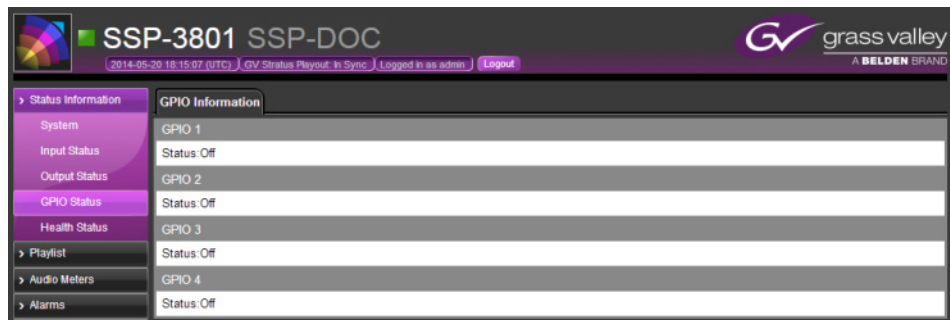 SSP-3801 SSP-DOC
2014-05-20 18:15:07 (UTC) GV Stratus Playout: In Sync Logged in as admin Logout
GV grass valley
A BELDEN BRAND
> Status Information
System
Input Status
Output Status
GPIO Status
Health Status
> Playlist
> Audio Meters
> Alarms
GPIO Information
GPIO 1
Status:Off
GPIO 2
Status:Off
GPIO 3
Status:Off
GPIO 4
Status:Off